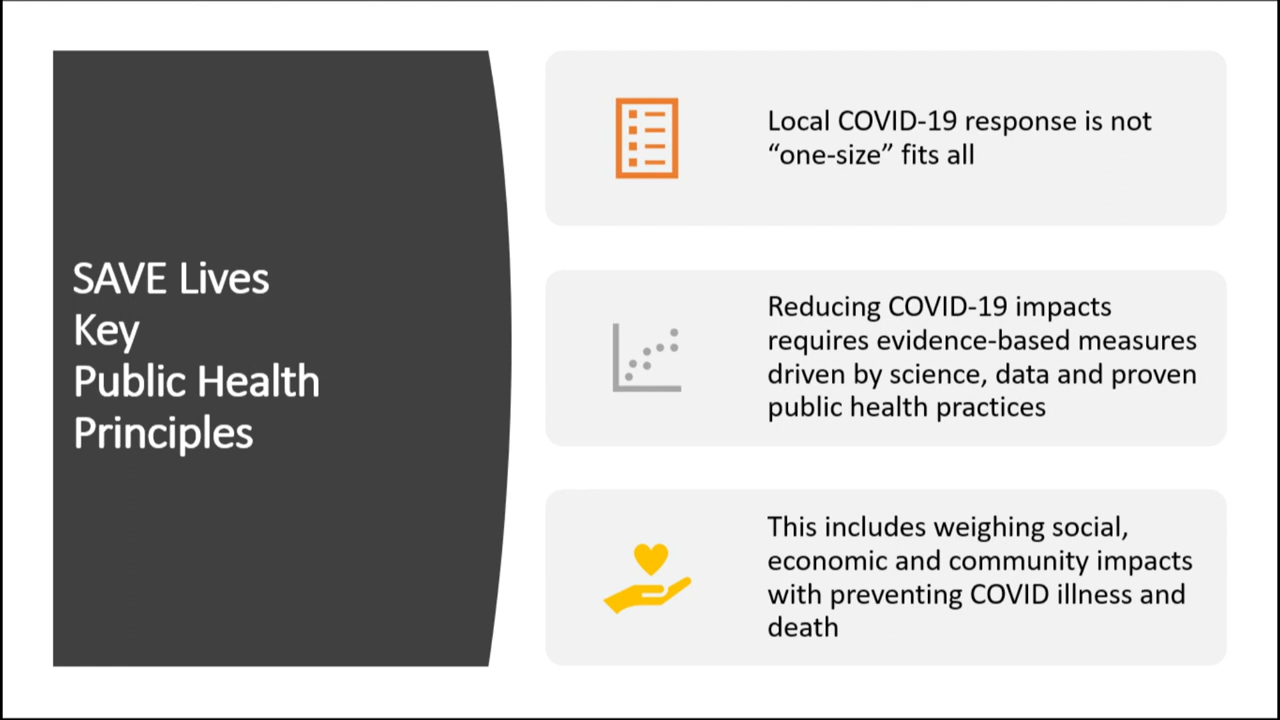 SAVE Lives
Key
Public Health
Principles
Local COVID-19 response is not
“one-size” fits all
Reducing COVID-19 impacts
requires evidence-based measures
driven by science, data and proven
public health practices
This includes weighing social,
economic and community impacts
with preventing COVID illness and
death